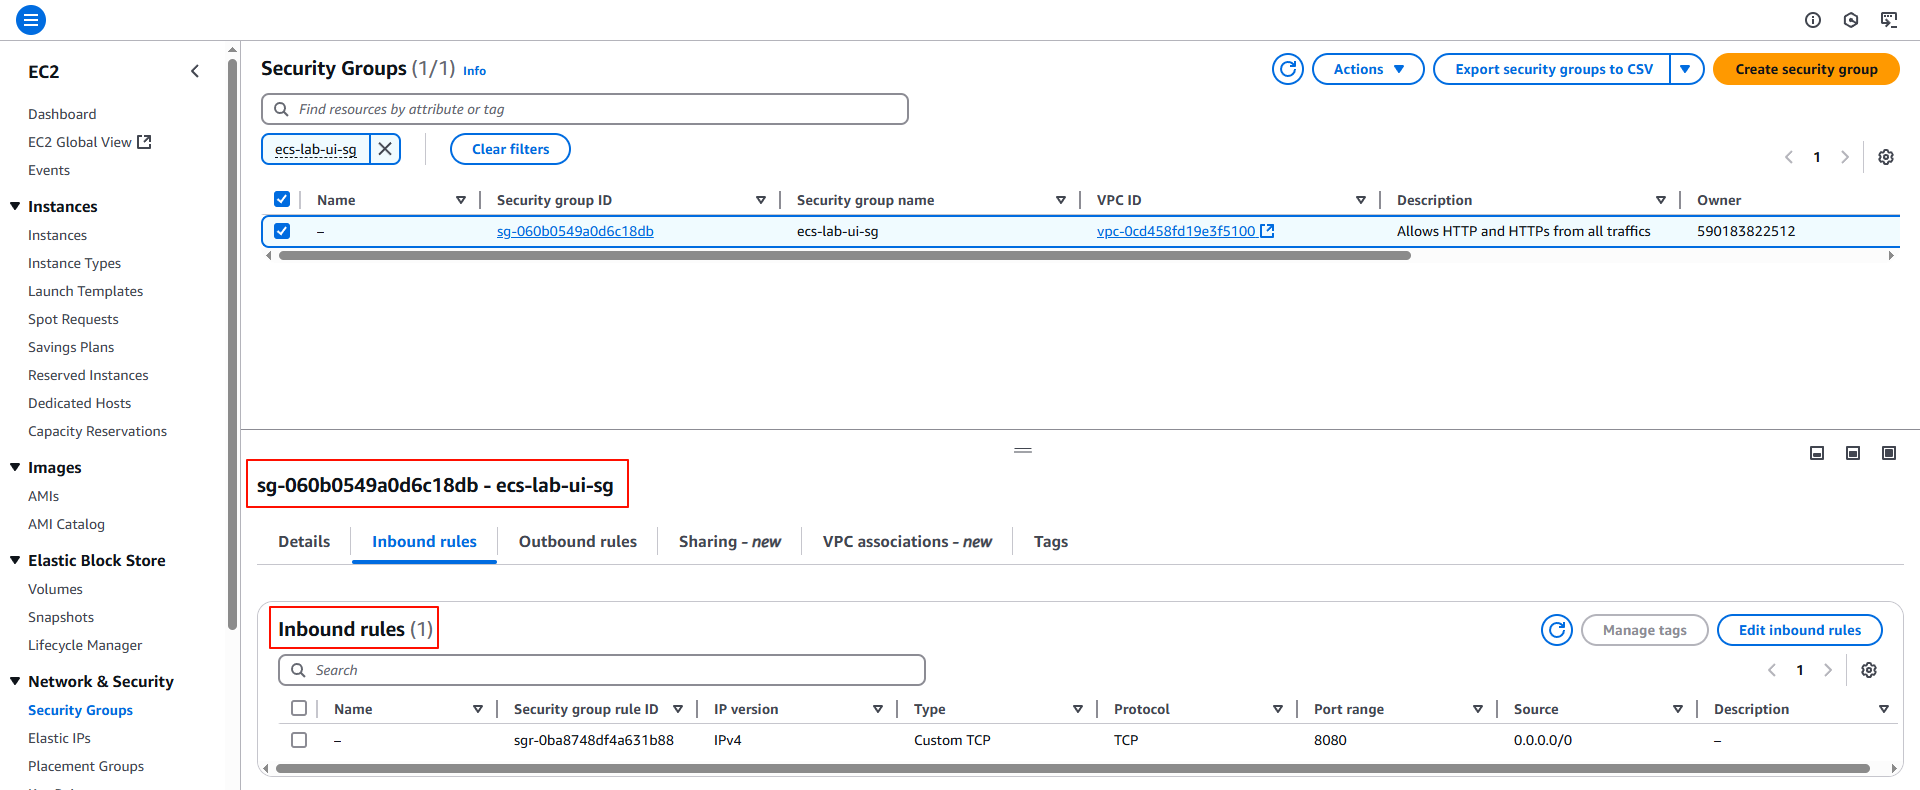 EC2
Dashboard
EC2 Global View
Events
Instances
Instances
Instance Types
Launch Templates
Spot Requests
Savings Plans
Reserved Instances
Dedicated Hosts
Capacity Reservations
Images
AMIs
AMI Catalog
Elastic Block Store
Volumes
Snapshots
Lifecycle Manager
Network & Security
Security Groups
Elastic IPs
Placement Groups
Security Groups (1/1) Info
Actions Export security groups to CSV Create security group
Find resources by attribute or tag
ecs-lab-ui-sg Clear filters
1
Name Security group ID Security group name VPC ID Description Owner
– sg-060b0549a0d6c18db ecs-lab-ui-sg vpc-0cd458fd19e3f5100 Allows HTTP and HTTPs from all traffics 590183822512
sg-060b0549a0d6c18db - ecs-lab-ui-sg
Details Inbound rules Outbound rules Sharing - new VPC associations - new Tags
Inbound rules (1)
Manage tags Edit inbound rules
Search
1
Name Security group rule ID IP version Type Protocol Port range Source Description
– sgr-0ba8748df4a631b88 IPv4 Custom TCP TCP 8080 0.0.0.0/0 –